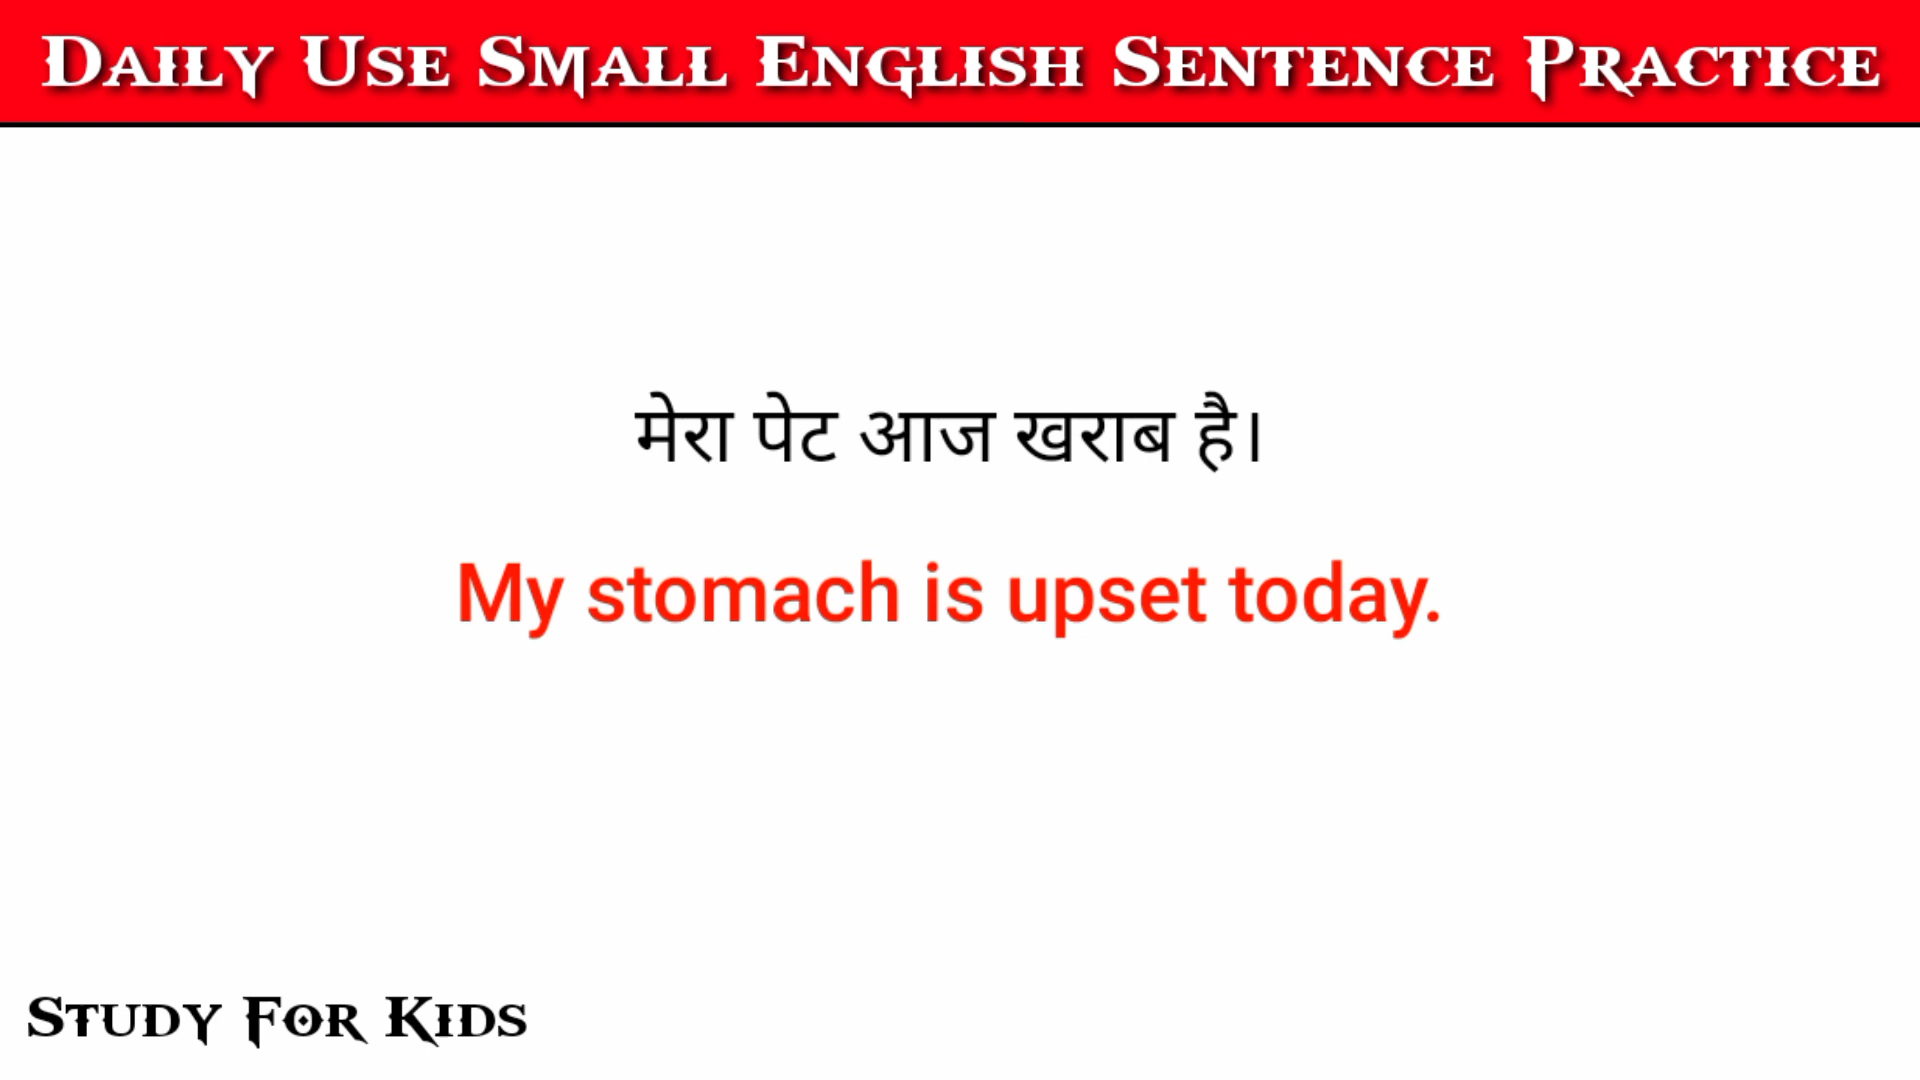 Daily Use Small English Sentence Practice
मेरा पेट आज खराब है।
My stomach is upset today.
Study For Kids